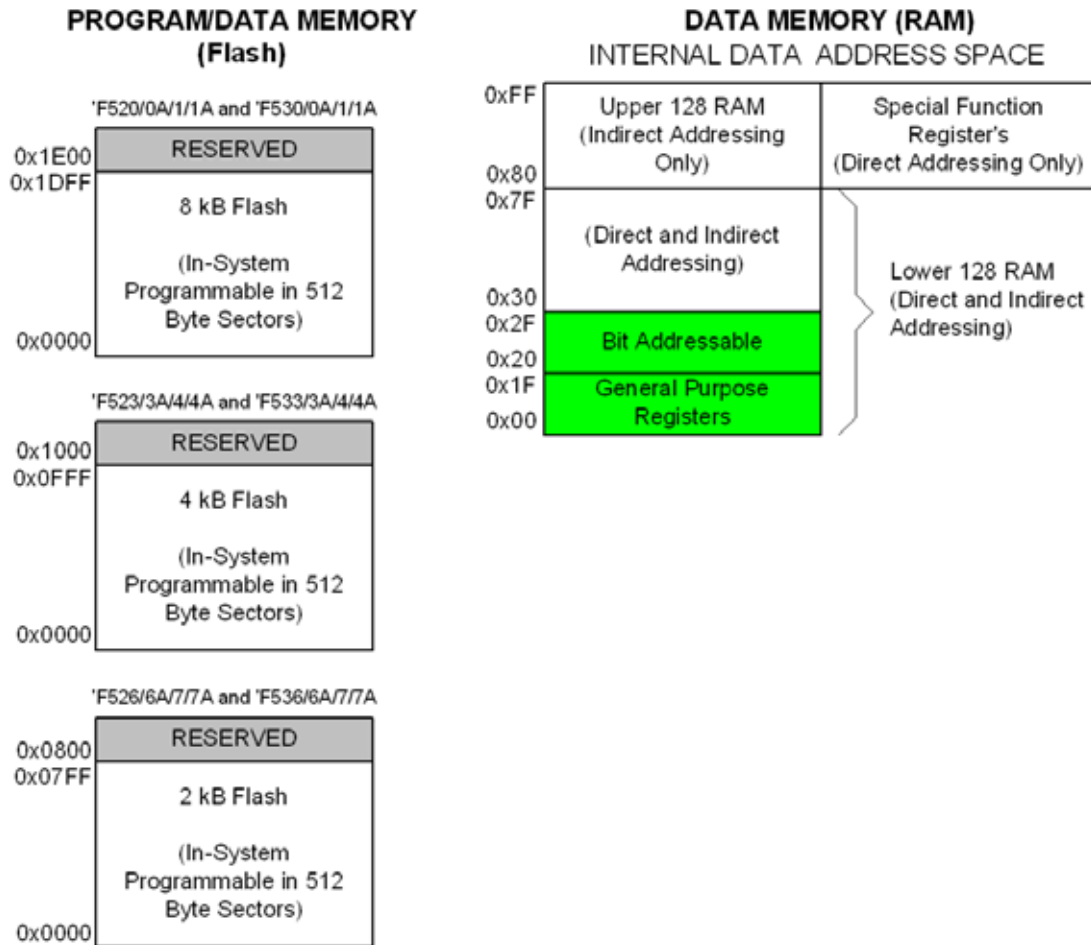 PROGRAM/DATA MEMORY
(Flash)
'F520/0A/1/1A and 'F530/0A/1/1A
0x1E00
RESERVED
0x1DFF
8 kB Flash
(In-System
Programmable in 512
Byte Sectors)
0x0000
'F523/3A/4/4A and 'F533/3A/4/4A
0x1000
RESERVED
0x0FFF
4 kB Flash
(In-System
Programmable in 512
Byte Sectors)
0x0000
'F526/6A/7/7A and 'F536/6A/7/7A
0x0800
RESERVED
0x07FF
2 kB Flash
(In-System
Programmable in 512
Byte Sectors)
0x0000
DATA MEMORY (RAM)
INTERNAL DATA ADDRESS SPACE
0xFF
Upper 128 RAM
(Indirect Addressing
Only)
0x80
Special Function
Register's
(Direct Addressing Only)
0x7F
(Direct and Indirect
Addressing)
0x30
0x2F
Bit Addressable
0x20
0x1F
General Purpose
Registers
0x00
Lower 128 RAM
(Direct and Indirect
Addressing)